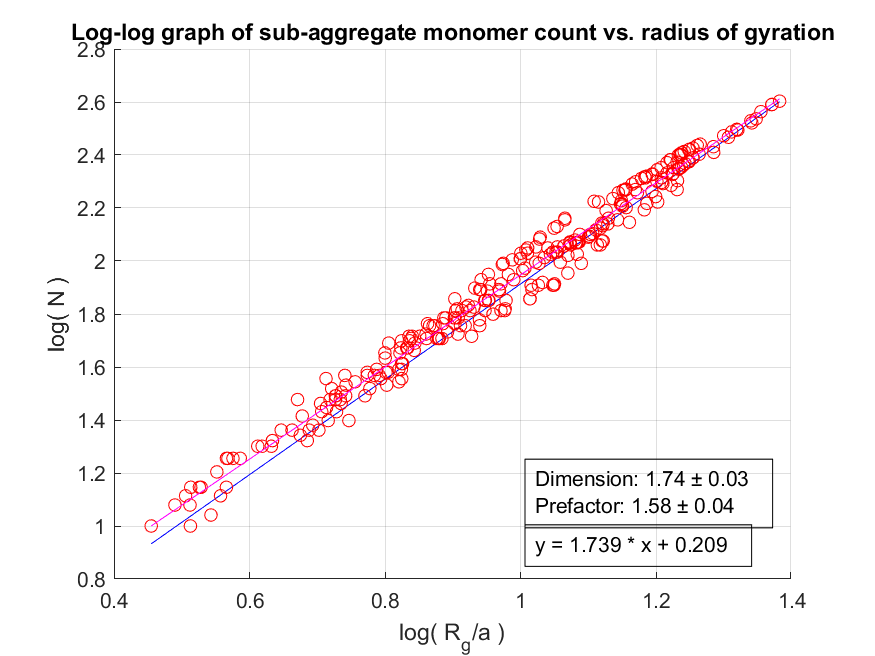 Log-log graph of sub-aggregate monomer count vs. radius of gyration
2.8
2.6
2.4
2.2
2
1.8
1.6
1.4
1.2
1
0.8
log( N )
Dimension: 1.74 ± 0.03
Prefactor: 1.58 ± 0.04
y = 1.739 * x + 0.209
0.4 0.6 0.8 1 1.2 1.4
log( R_g/a )